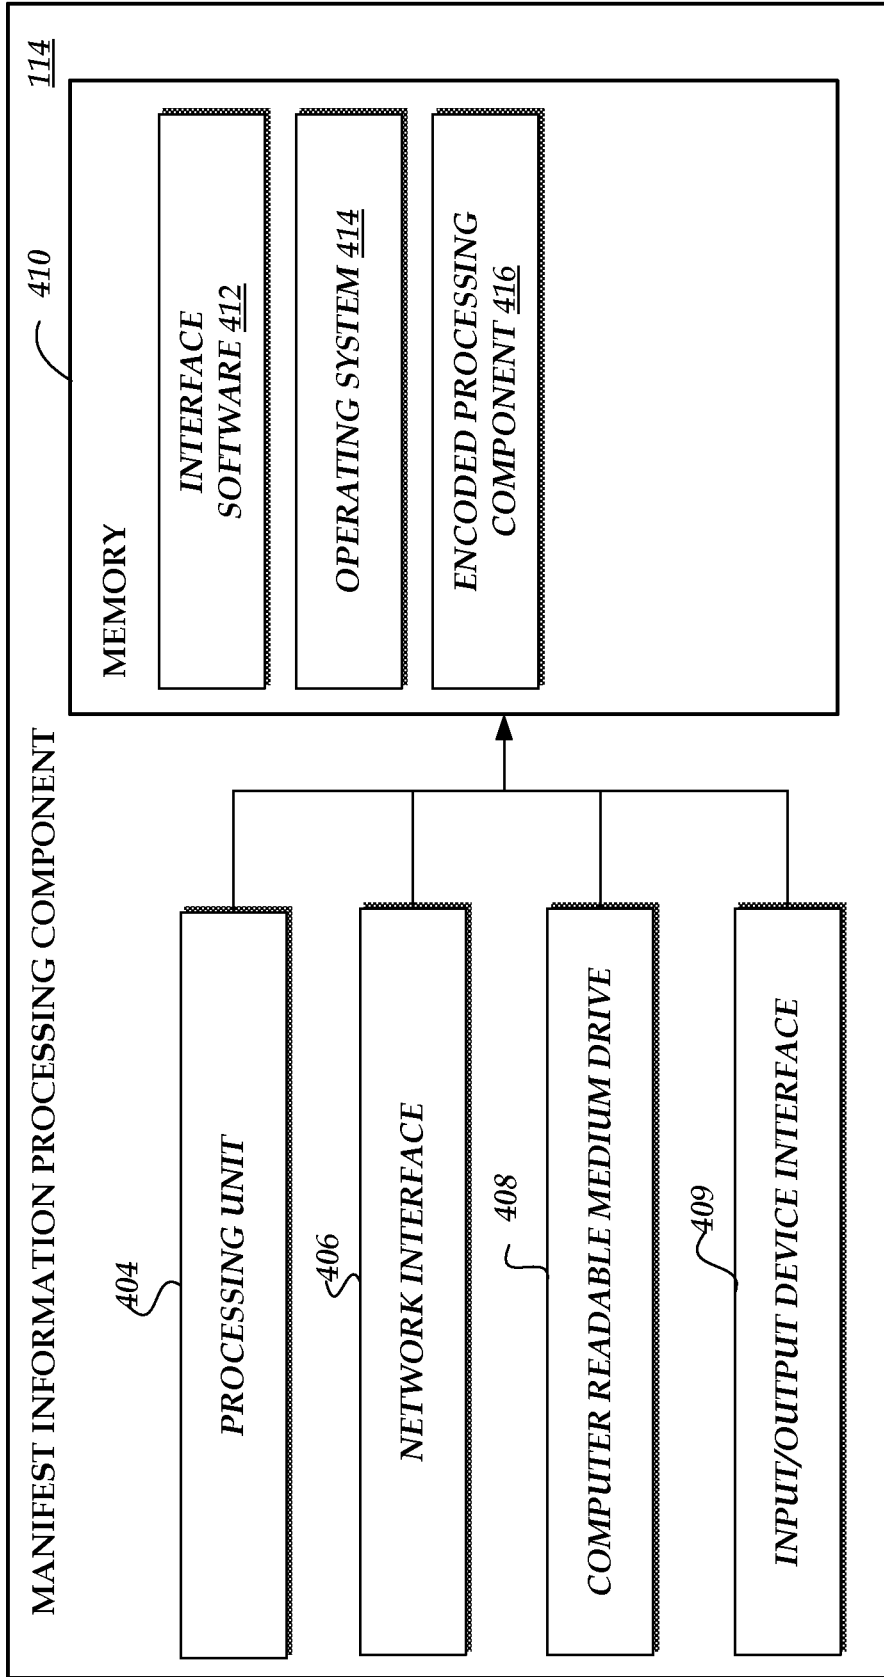 MANIFEST INFORMATION PROCESSING COMPONENT
114
404
PROCESSING UNIT
406
NETWORK INTERFACE
408
COMPUTER READABLE MEDIUM DRIVE
409
INPUT/OUTPUT DEVICE INTERFACE
410
MEMORY
INTERFACE
SOFTWARE 412
OPERATING SYSTEM 414
ENCODED PROCESSING
COMPONENT 416